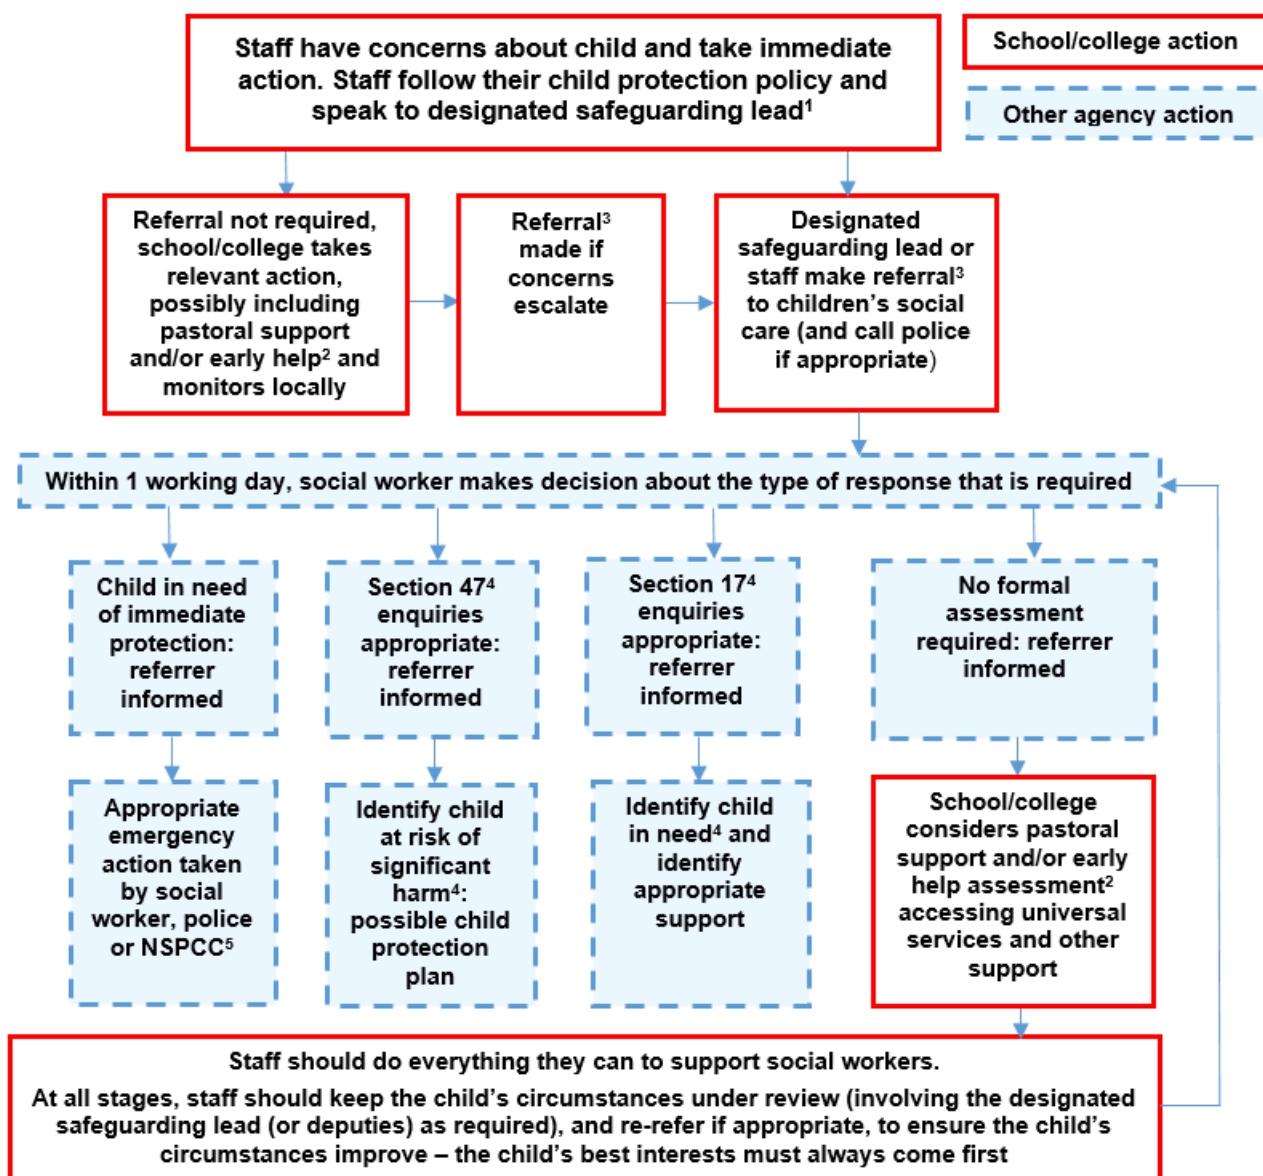 Staff have concerns about child and take immediate
action. Staff follow their child protection policy and
speak to designated safeguarding lead¹
School/college action
Other agency action
Referral not required,
school/college takes
relevant action,
possibly including
pastoral support
and/or early help² and
monitors locally
Referral³
made if
concerns
escalate
Designated
safeguarding lead or
staff make referral³
to children’s social
care (and call police
if appropriate)
Within 1 working day, social worker makes decision about the type of response that is required
Child in need
of immediate
protection:
referrer
informed
Section 47⁴
enquiries
appropriate:
referrer
informed
Section 17⁴
enquiries
appropriate:
referrer
informed
No formal
assessment
required: referrer
informed
Appropriate
emergency
action taken
by social
worker, police
or NSPCC⁵
Identify child
at risk of
significant
harm⁴:
possible child
protection
plan
Identify child
in need⁴ and
identify
appropriate
support
School/college
considers pastoral
support and/or early
help assessment²
accessing universal
services and other
support
Staff should do everything they can to support social workers.
At all stages, staff should keep the child’s circumstances under review (involving the designated
safeguarding lead (or deputies) as required), and re-refer if appropriate, to ensure the child’s
circumstances improve – the child’s best interests must always come first